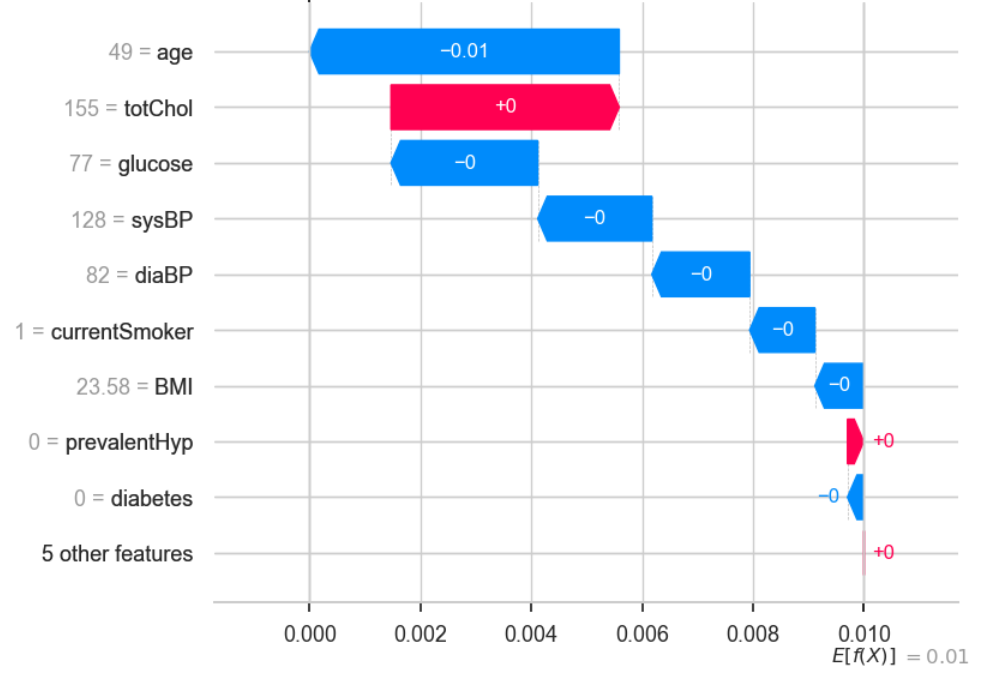 49 = age
−0.01
155 = totChol
+0
77 = glucose
−0
128 = sysBP
−0
82 = diaBP
−0
1 = currentSmoker
−0
23.58 = BMI
−0
0 = prevalentHyp
+0
0 = diabetes
−0
5 other features
+0
0.000 0.002 0.004 0.006 0.008 0.010
E[f(X)] = 0.01